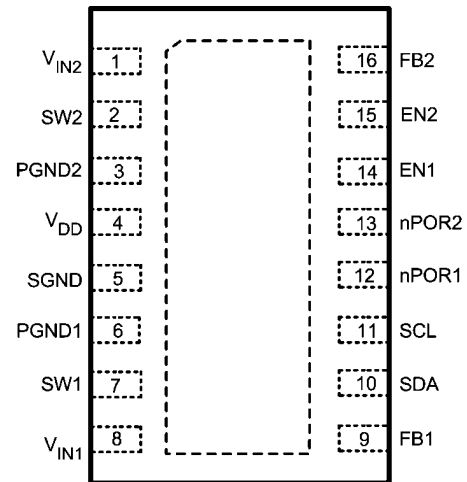 VIN2 1 16 FB2
SW2 2 15 EN2
PGND2 3 14 EN1
VDD 4 13 nPOR2
SGND 5 12 nPOR1
PGND1 6 11 SCL
SW1 7 10 SDA
VIN1 8 9 FB1